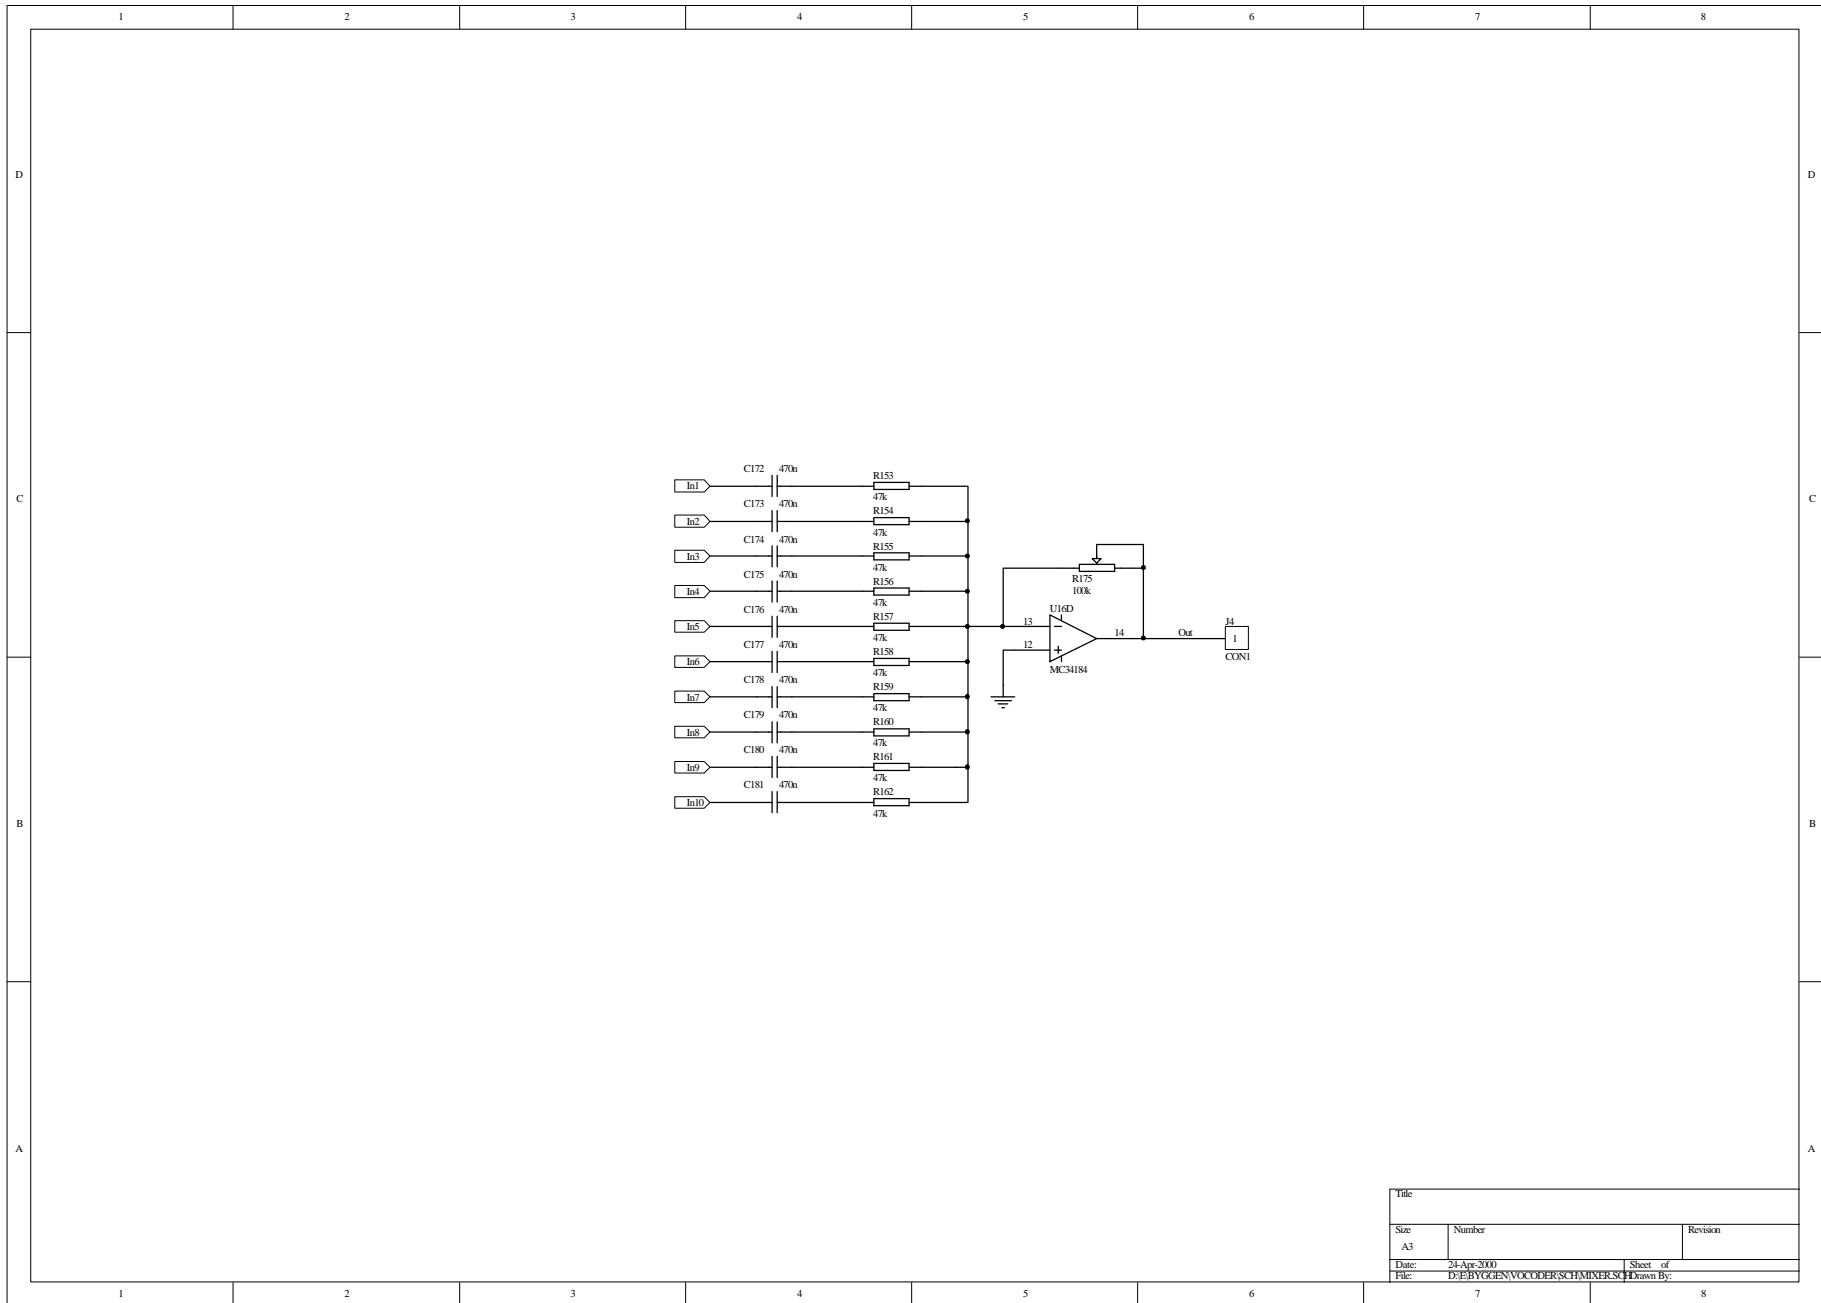 1 2 3 4 5 6 7 8
D D
C172 470n
In1
R153
47k
C173 470n
In2
R154
47k
C174 470n
In3
R155
47k
C175 470n
In4
R156
47k
C176 470n
In5
R157
47k
C177 470n
In6
R158
47k
C178 470n
In7
R159
47k
C179 470n
In8
R160
47k
C180 470n
In9
R161
47k
C181 470n
In10
R162
47k
R175
100k
U16D
13
12
14
MC34184
Out
J4
1
CON1
C C
B B
A A
Title
Size Number Revision
A3
Date: 24-Apr-2000 Sheet of
File: D:\E\BYGGEN\VOCODER\SCH\MIXER.SCH Drawn By:
1 2 3 4 5 6 7 8